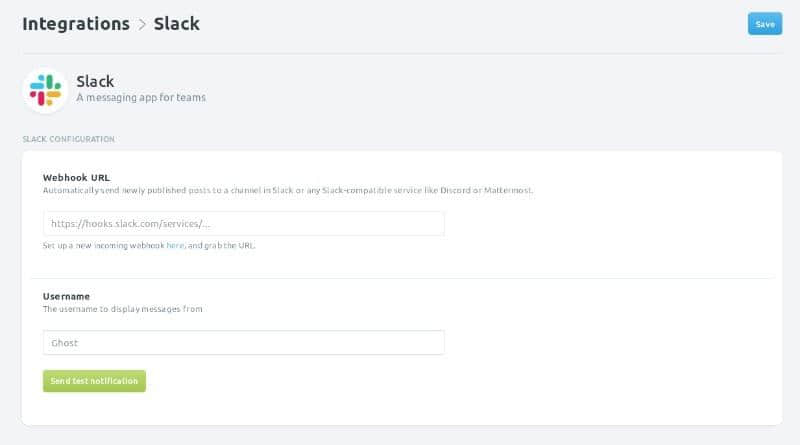 Integrations > Slack
Save
Slack
A messaging app for teams
SLACK CONFIGURATION
Webhook URL
Automatically send newly published posts to a channel in Slack or any Slack-compatible service like Discord or Mattermost.
https://hooks.slack.com/services/...
Set up a new incoming webhook here, and grab the URL.
Username
The username to display messages from
Ghost
Send test notification